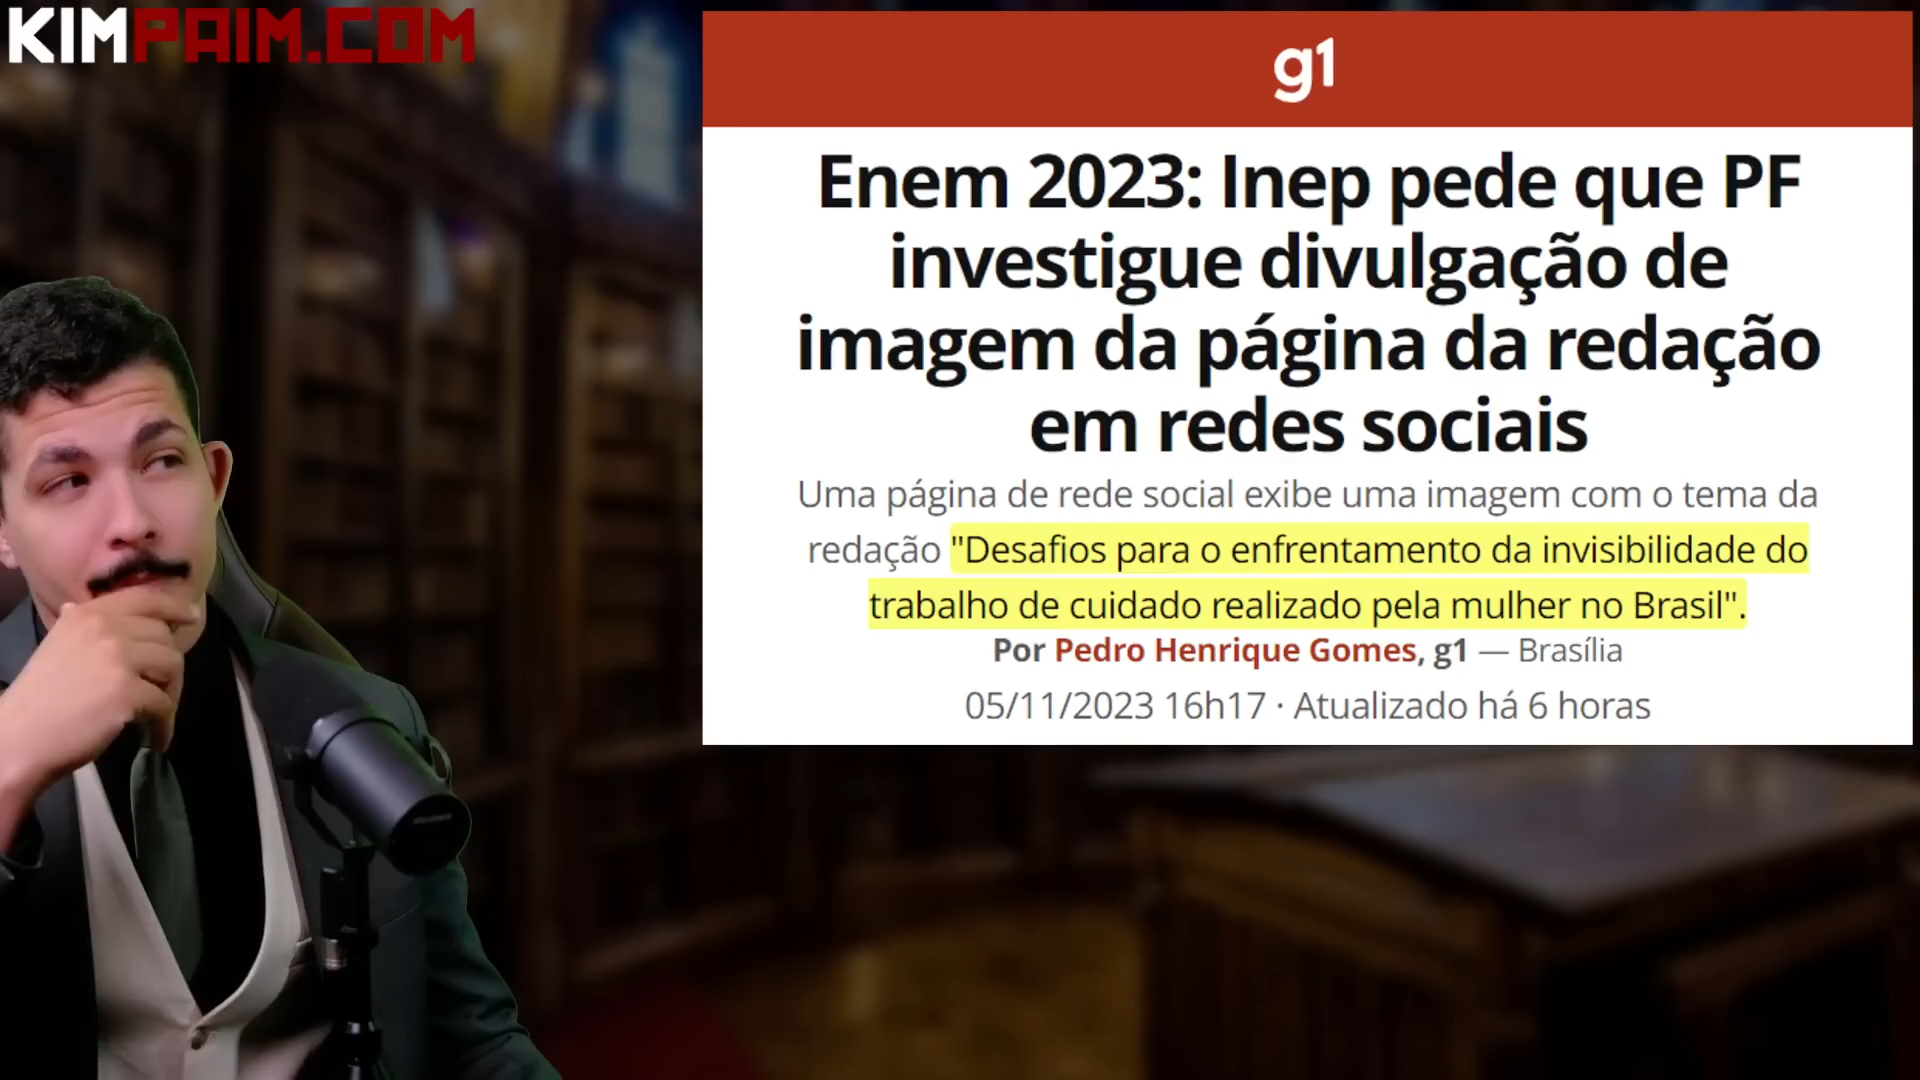 KIMPAIM.COM
g1
Enem 2023: Inep pede que PF
investigue divulgação de
imagem da página da redação
em redes sociais
Uma página de rede social exibe uma imagem com o tema da
redação "Desafios para o enfrentamento da invisibilidade do
trabalho de cuidado realizado pela mulher no Brasil".
Por Pedro Henrique Gomes, g1 — Brasília
05/11/2023 16h17 · Atualizado há 6 horas